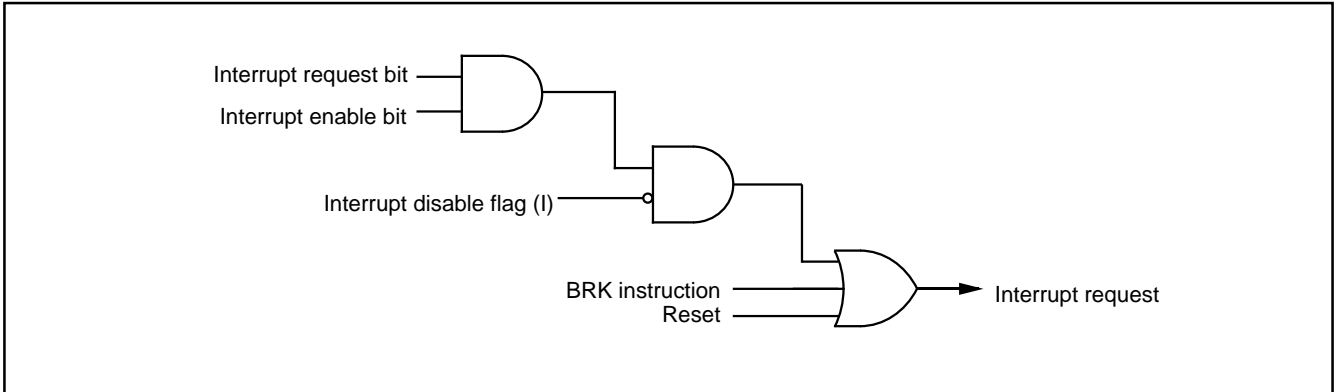 Interrupt request bit
Interrupt enable bit
Interrupt disable flag (I)
BRK instruction
Reset
Interrupt request